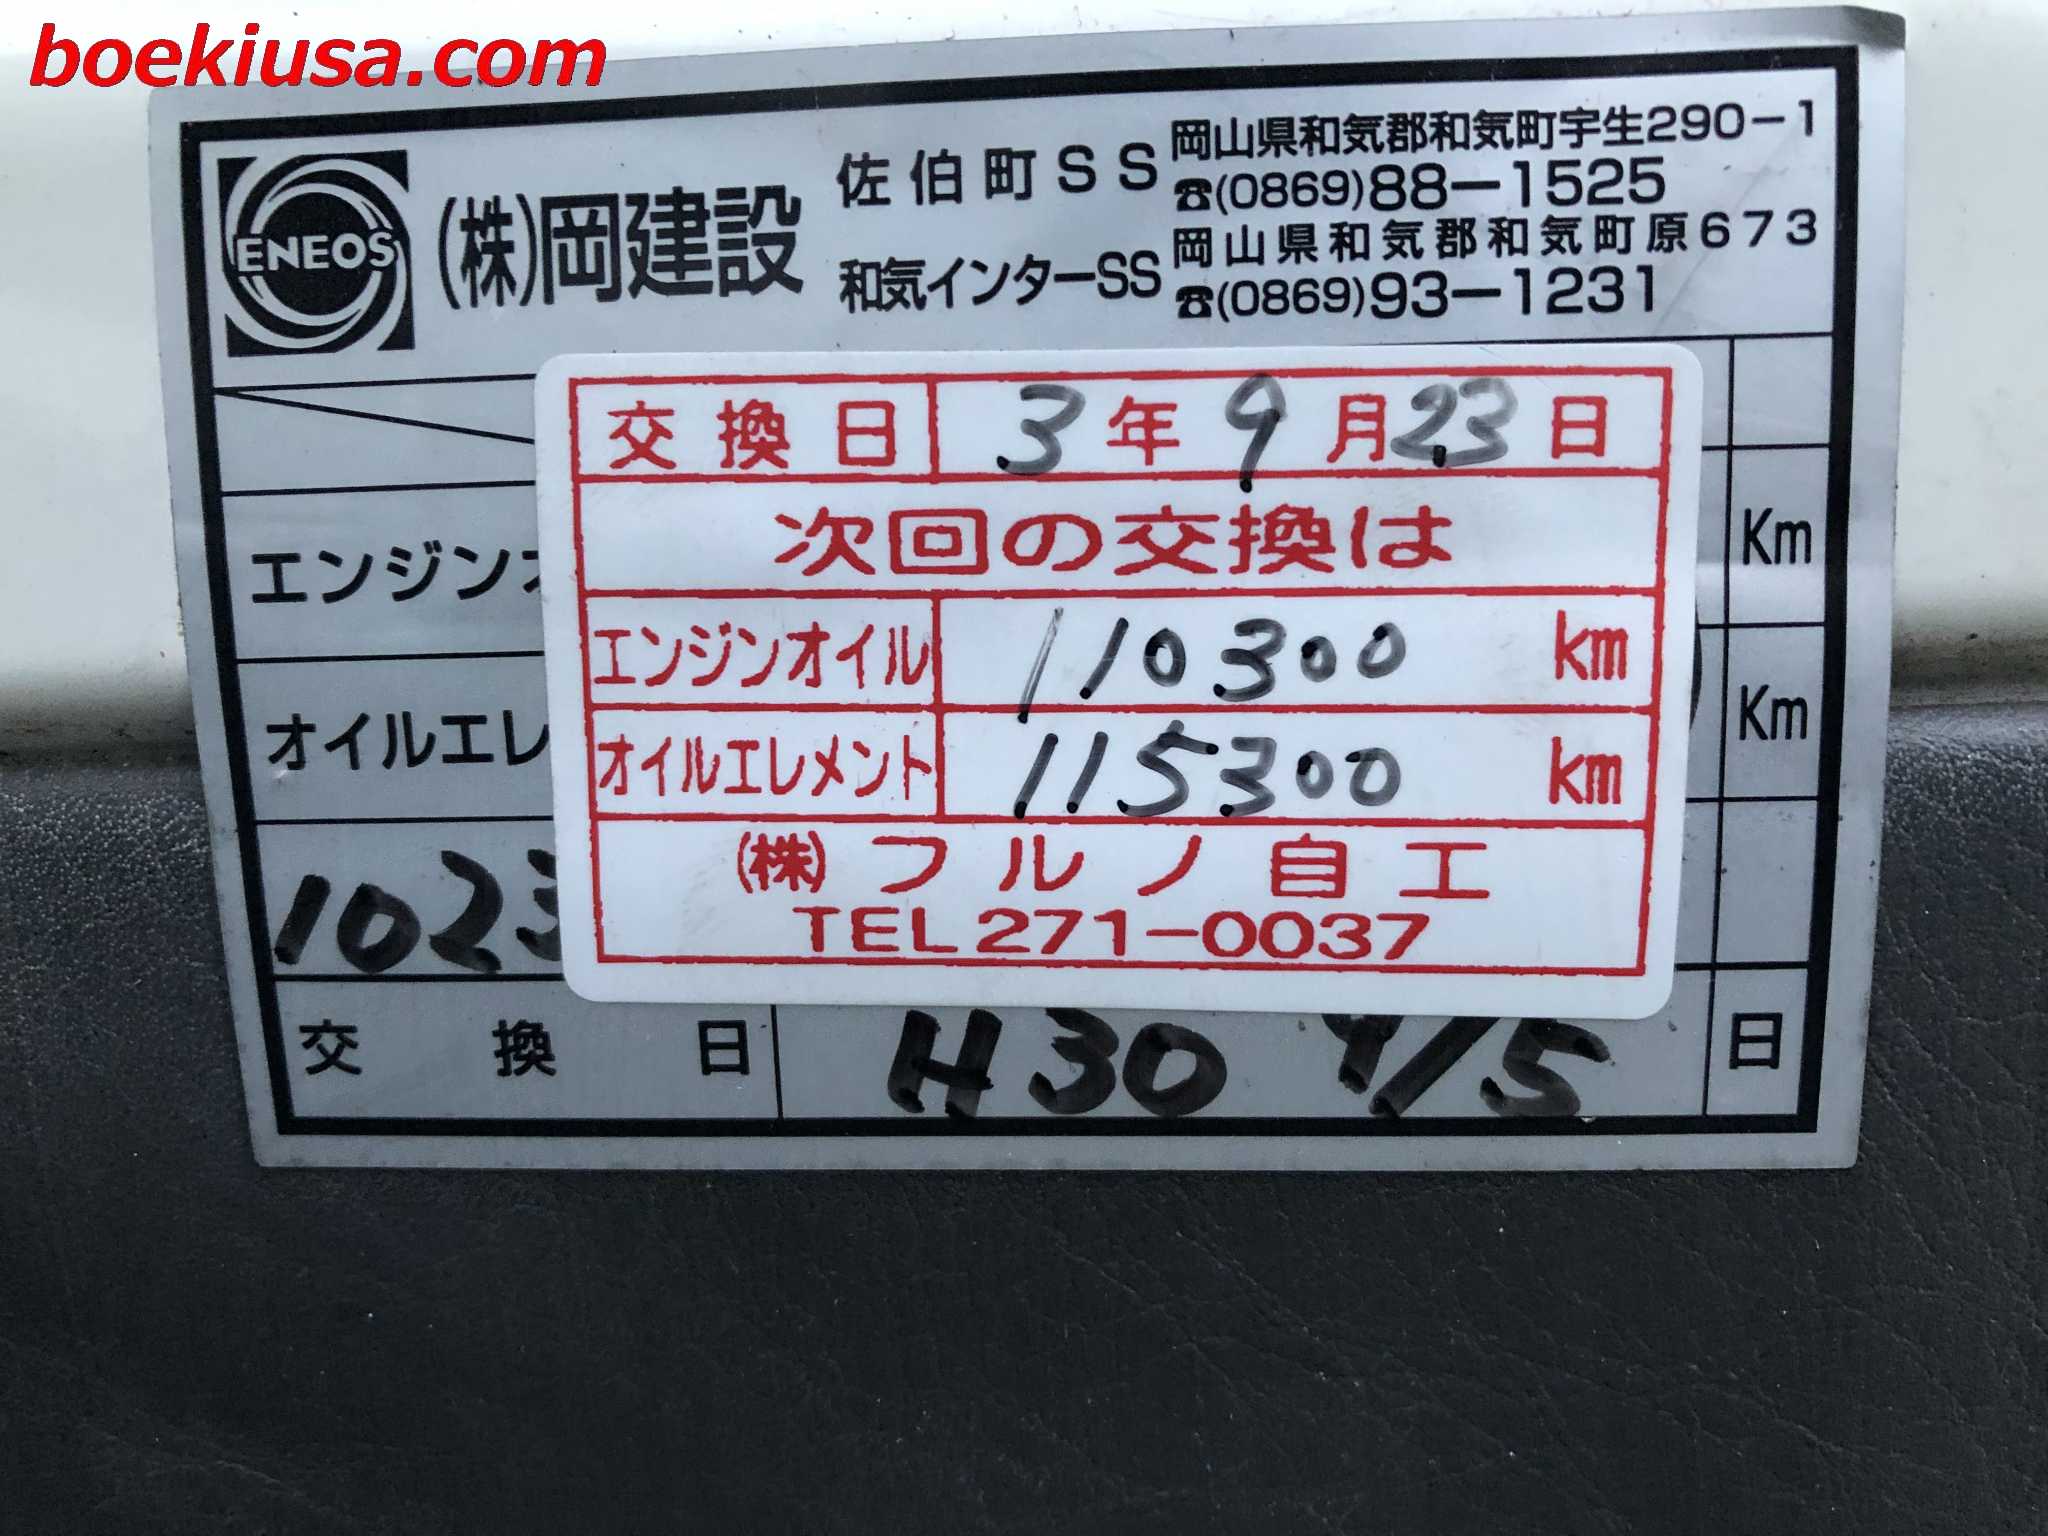 boekiusa.com
ENEOS
(株)岡建設
佐伯町SS
岡山県和気郡和気町宇生290-1
☎(0869)88-1525
和気インターSS
岡山県和気郡和気町原673
☎(0869)93-1231
交換日 3年9月23日
次回の交換は
エンジンオイル 110300 km
オイルエレメント 115300 km
(株)フルノ自工
TEL271-0037
エンジン
Km
オイルエレ
Km
1023
交換日 H30 9/5 日